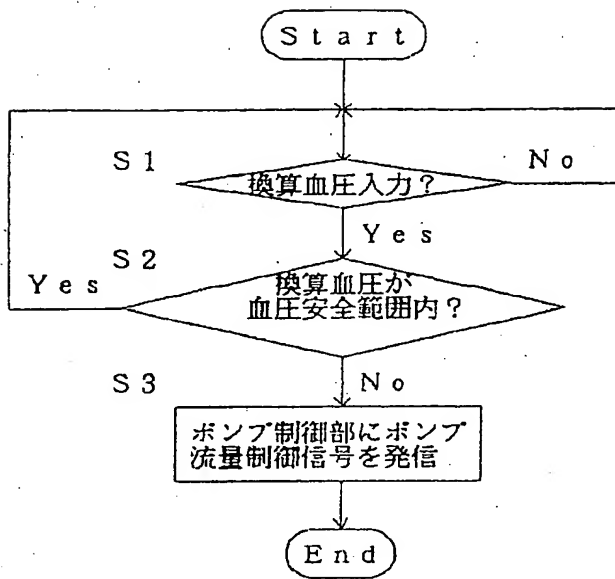 Start
S1
換算血圧入力?
No
Yes
S2
Yes
換算血圧が
血圧安全範囲内?
S3
No
ポンプ制御部にポンプ
流量制御信号を発信
End